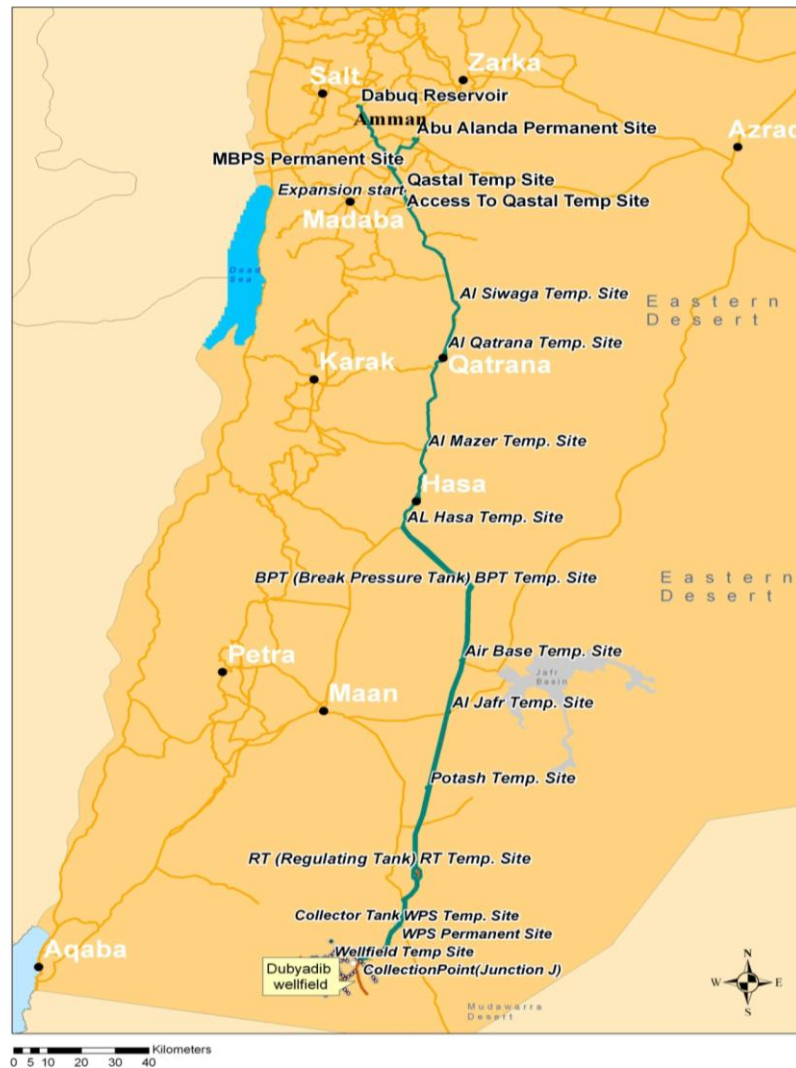 Zarka
Salt
Dabuq Reservoir
Amman
Abu Alanda Permanent Site
Azraq
MBPS Permanent Site
Qastal Temp Site
Expansion start
Access To Qastal Temp Site
Madaba
Dead
Sea
Al Siwaga Temp. Site
Eastern
Desert
Al Qatrana Temp. Site
Karak
Qatrana
Al Mazer Temp. Site
Hasa
AL Hasa Temp. Site
BPT (Break Pressure Tank) BPT Temp. Site
Eastern
Desert
Air Base Temp. Site
Petra
Jafr
Basin
Maan
Al Jafr Temp. Site
Potash Temp. Site
RT (Regulating Tank) RT Temp. Site
Collector Tank WPS Temp. Site
WPS Permanent Site
Wellfield Temp Site
Aqaba
Dubyadib
wellfield
CollectionPoint(Junction J)
N
W E
S
Mudawarra
Desert
Kilometers
0 5 10 20 30 40